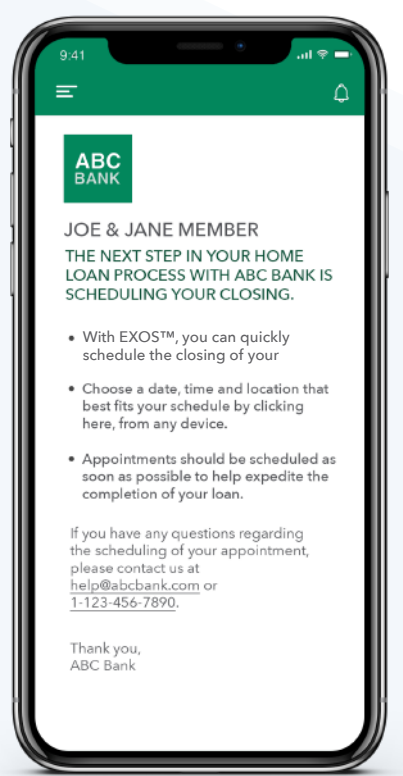 9:41
ABC
BANK
JOE & JANE MEMBER
THE NEXT STEP IN YOUR HOME
LOAN PROCESS WITH ABC BANK IS
SCHEDULING YOUR CLOSING.
• With EXOS™, you can quickly
schedule the closing of your
• Choose a date, time and location that
best fits your schedule by clicking
here, from any device.
• Appointments should be scheduled as
soon as possible to help expedite the
completion of your loan.
If you have any questions regarding
the scheduling of your appointment,
please contact us at
help@abcbank.com or
1-123-456-7890.
Thank you,
ABC Bank